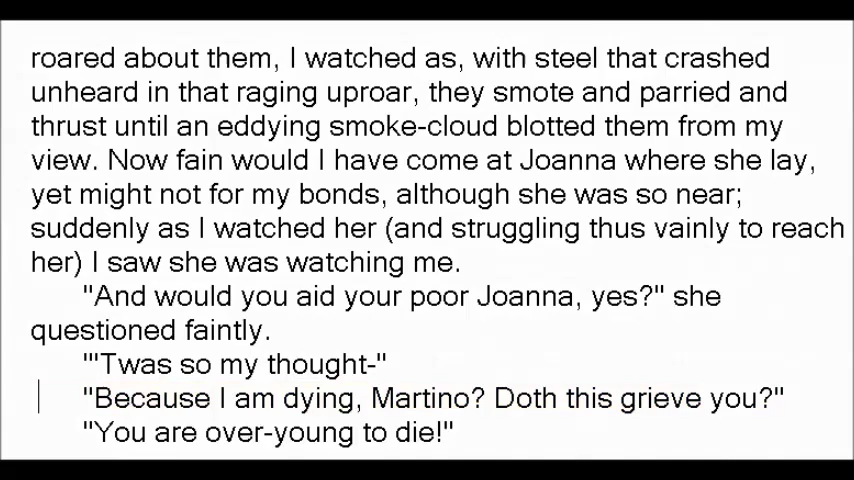 roared about them, I watched as, with steel that crashed
unheard in that raging uproar, they smote and parried and
thrust until an eddying smoke-cloud blotted them from my
view. Now fain would I have come at Joanna where she lay,
yet might not for my bonds, although she was so near;
suddenly as I watched her (and struggling thus vainly to reach
her) I saw she was watching me.
"And would you aid your poor Joanna, yes?" she
questioned faintly.
"'Twas so my thought-"
"Because I am dying, Martino? Doth this grieve you?"
"You are over-young to die!"